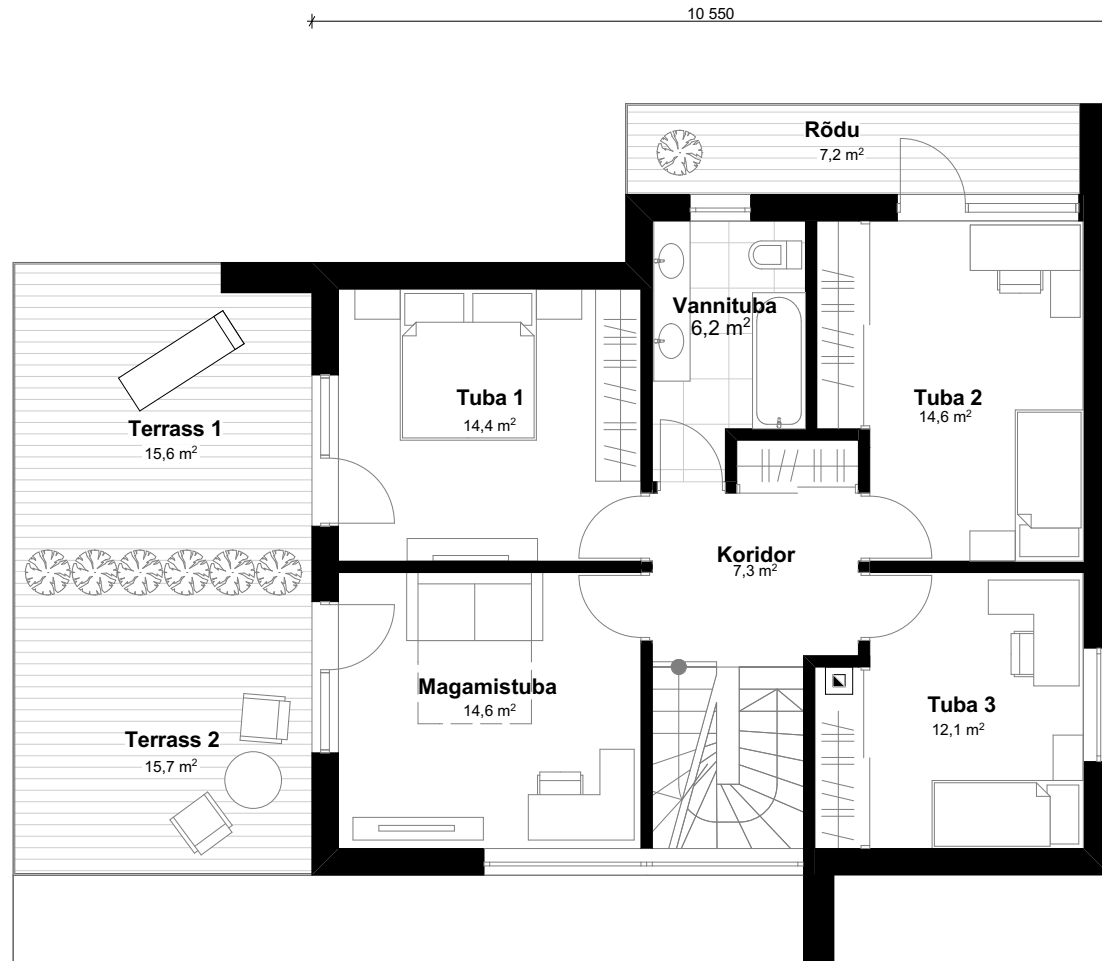 10 550
Rõdu
7,2 m²
Vannituba
6,2 m²
Tuba 1
14,4 m²
Tuba 2
14,6 m²
Terrass 1
15,6 m²
Koridor
7,3 m²
Magamistuba
14,6 m²
Tuba 3
12,1 m²
Terrass 2
15,7 m²